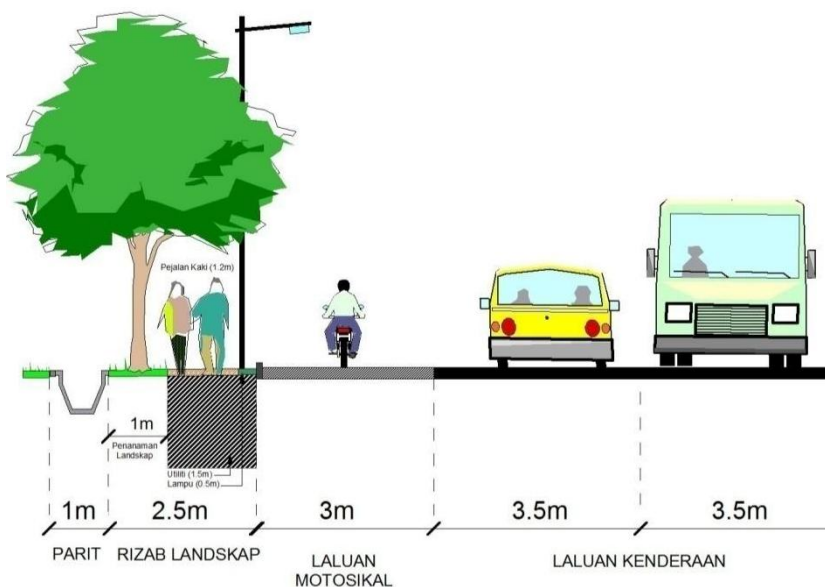 Pejalan Kaki (1.2m)
1m
Penanaman
Landskap
Utiliti (1.5m)
Lampu (0.5m)
1m
2.5m
3m
3.5m
3.5m
PARIT
RIZAB LANDSKAP
LALUAN
MOTOSIKAL
LALUAN KENDERAAN